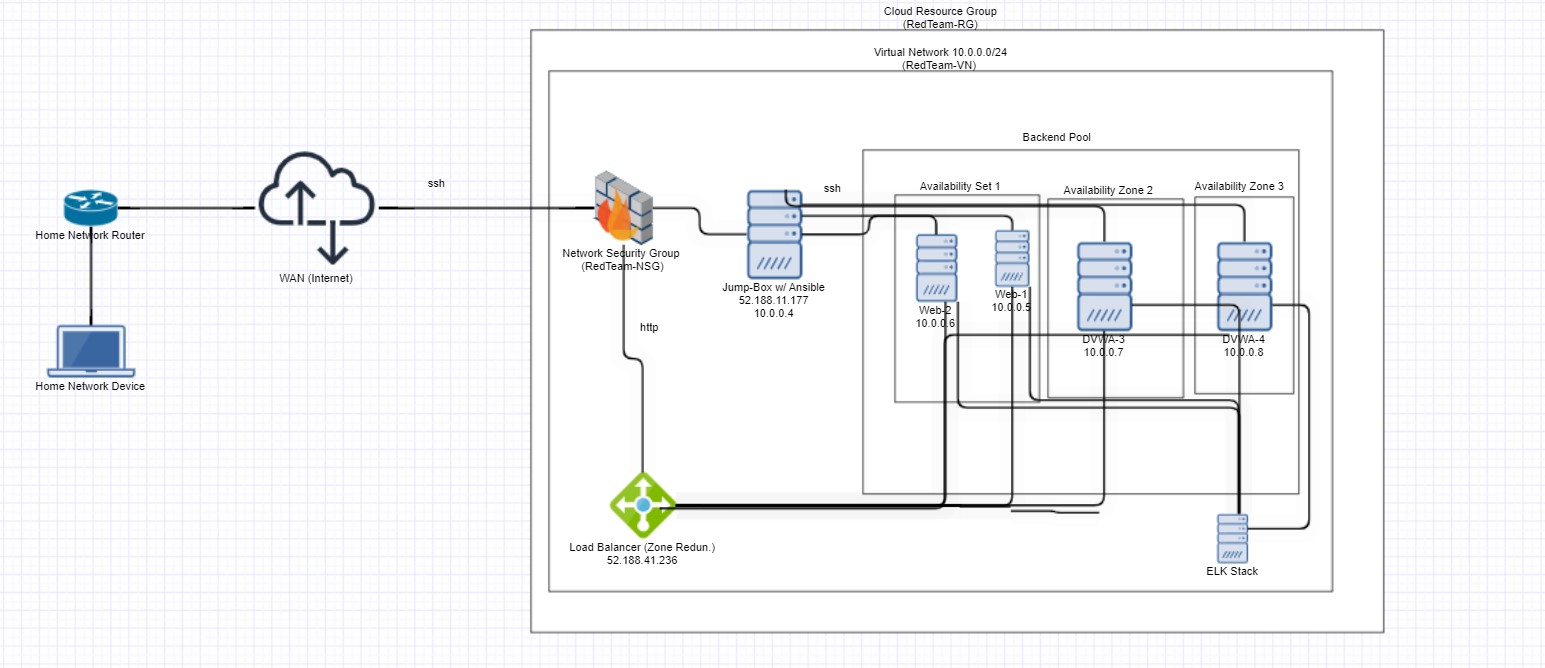 Cloud Resource Group
(RedTeam-RG)
Virtual Network 10.0.0.0/24
(RedTeam-VN)
Backend Pool
ssh
ssh
Availability Set 1
Availability Zone 2
Availability Zone 3
Home Network Router
WAN (Internet)
Network Security Group
(RedTeam-NSG)
Jump-Box w/ Ansible
52.188.11.177
10.0.0.4
Web-2
10.0.0.6
Web-1
10.0.0.5
DVWA-3
10.0.0.7
DVWA-4
10.0.0.8
http
Home Network Device
Load Balancer (Zone Redun.)
52.188.41.236
ELK Stack